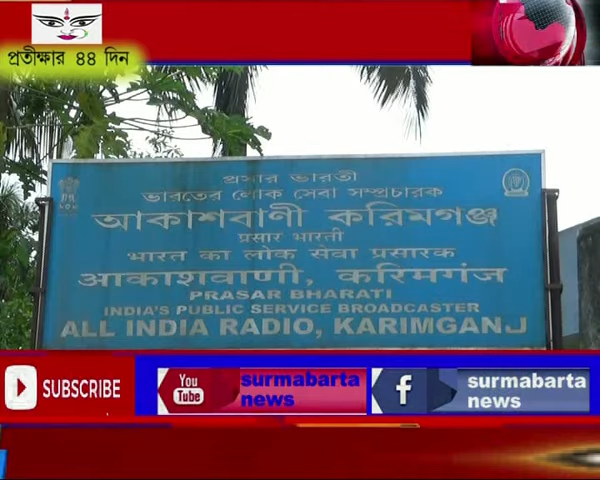 প্রতীক্ষার ৪৪ দিন
প্রসার ভারতী
ভারতের লোক সেবা সম্প্রচারক
আকাশবাণী করিমগঞ্জ
प्रसार भारती
भारत का लोक सेवा प्रसारक
आकाशवाणी, करिमगंज
PRASAR BHARATI
INDIA'S PUBLIC SERVICE BROADCASTER
ALL INDIA RADIO, KARIMGANJ
SUBSCRIBE
You Tube
surmabarta news
f
surmabarta news